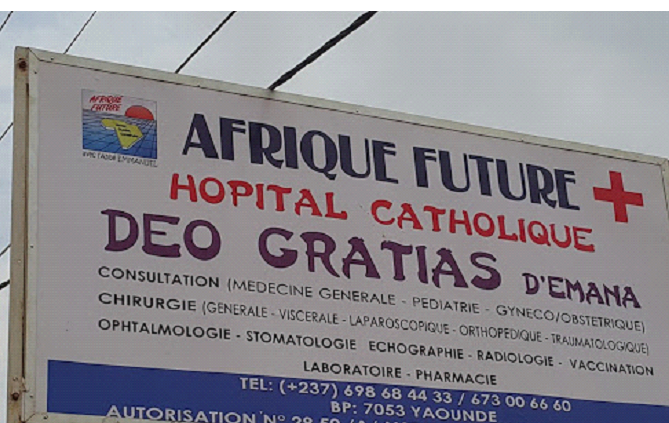 AFRIQUE
FUTURE
AFRIQUE FUTURE
HOPITAL CATHOLIQUE
DEO GRATIAS D'EMANA
CONSULTATION (MEDECINE GENERALE - PEDIATRIE - GYNECO/OBSTETRIQUE)
CHIRURGIE (GENERALE - VISCERALE - LAPAROSCOPIQUE - ORTHOPEDIQUE - TRAUMATOLOGIQUE)
OPHTALMOLOGIE - STOMATOLOGIE ECHOGRAPHIE - RADIOLOGIE - VACCINATION
LABORATOIRE - PHARMACIE
TEL: (+237) 698 68 44 33 / 673 00 66 60
BP: 7053 YAOUNDE
AUTORISATION N°